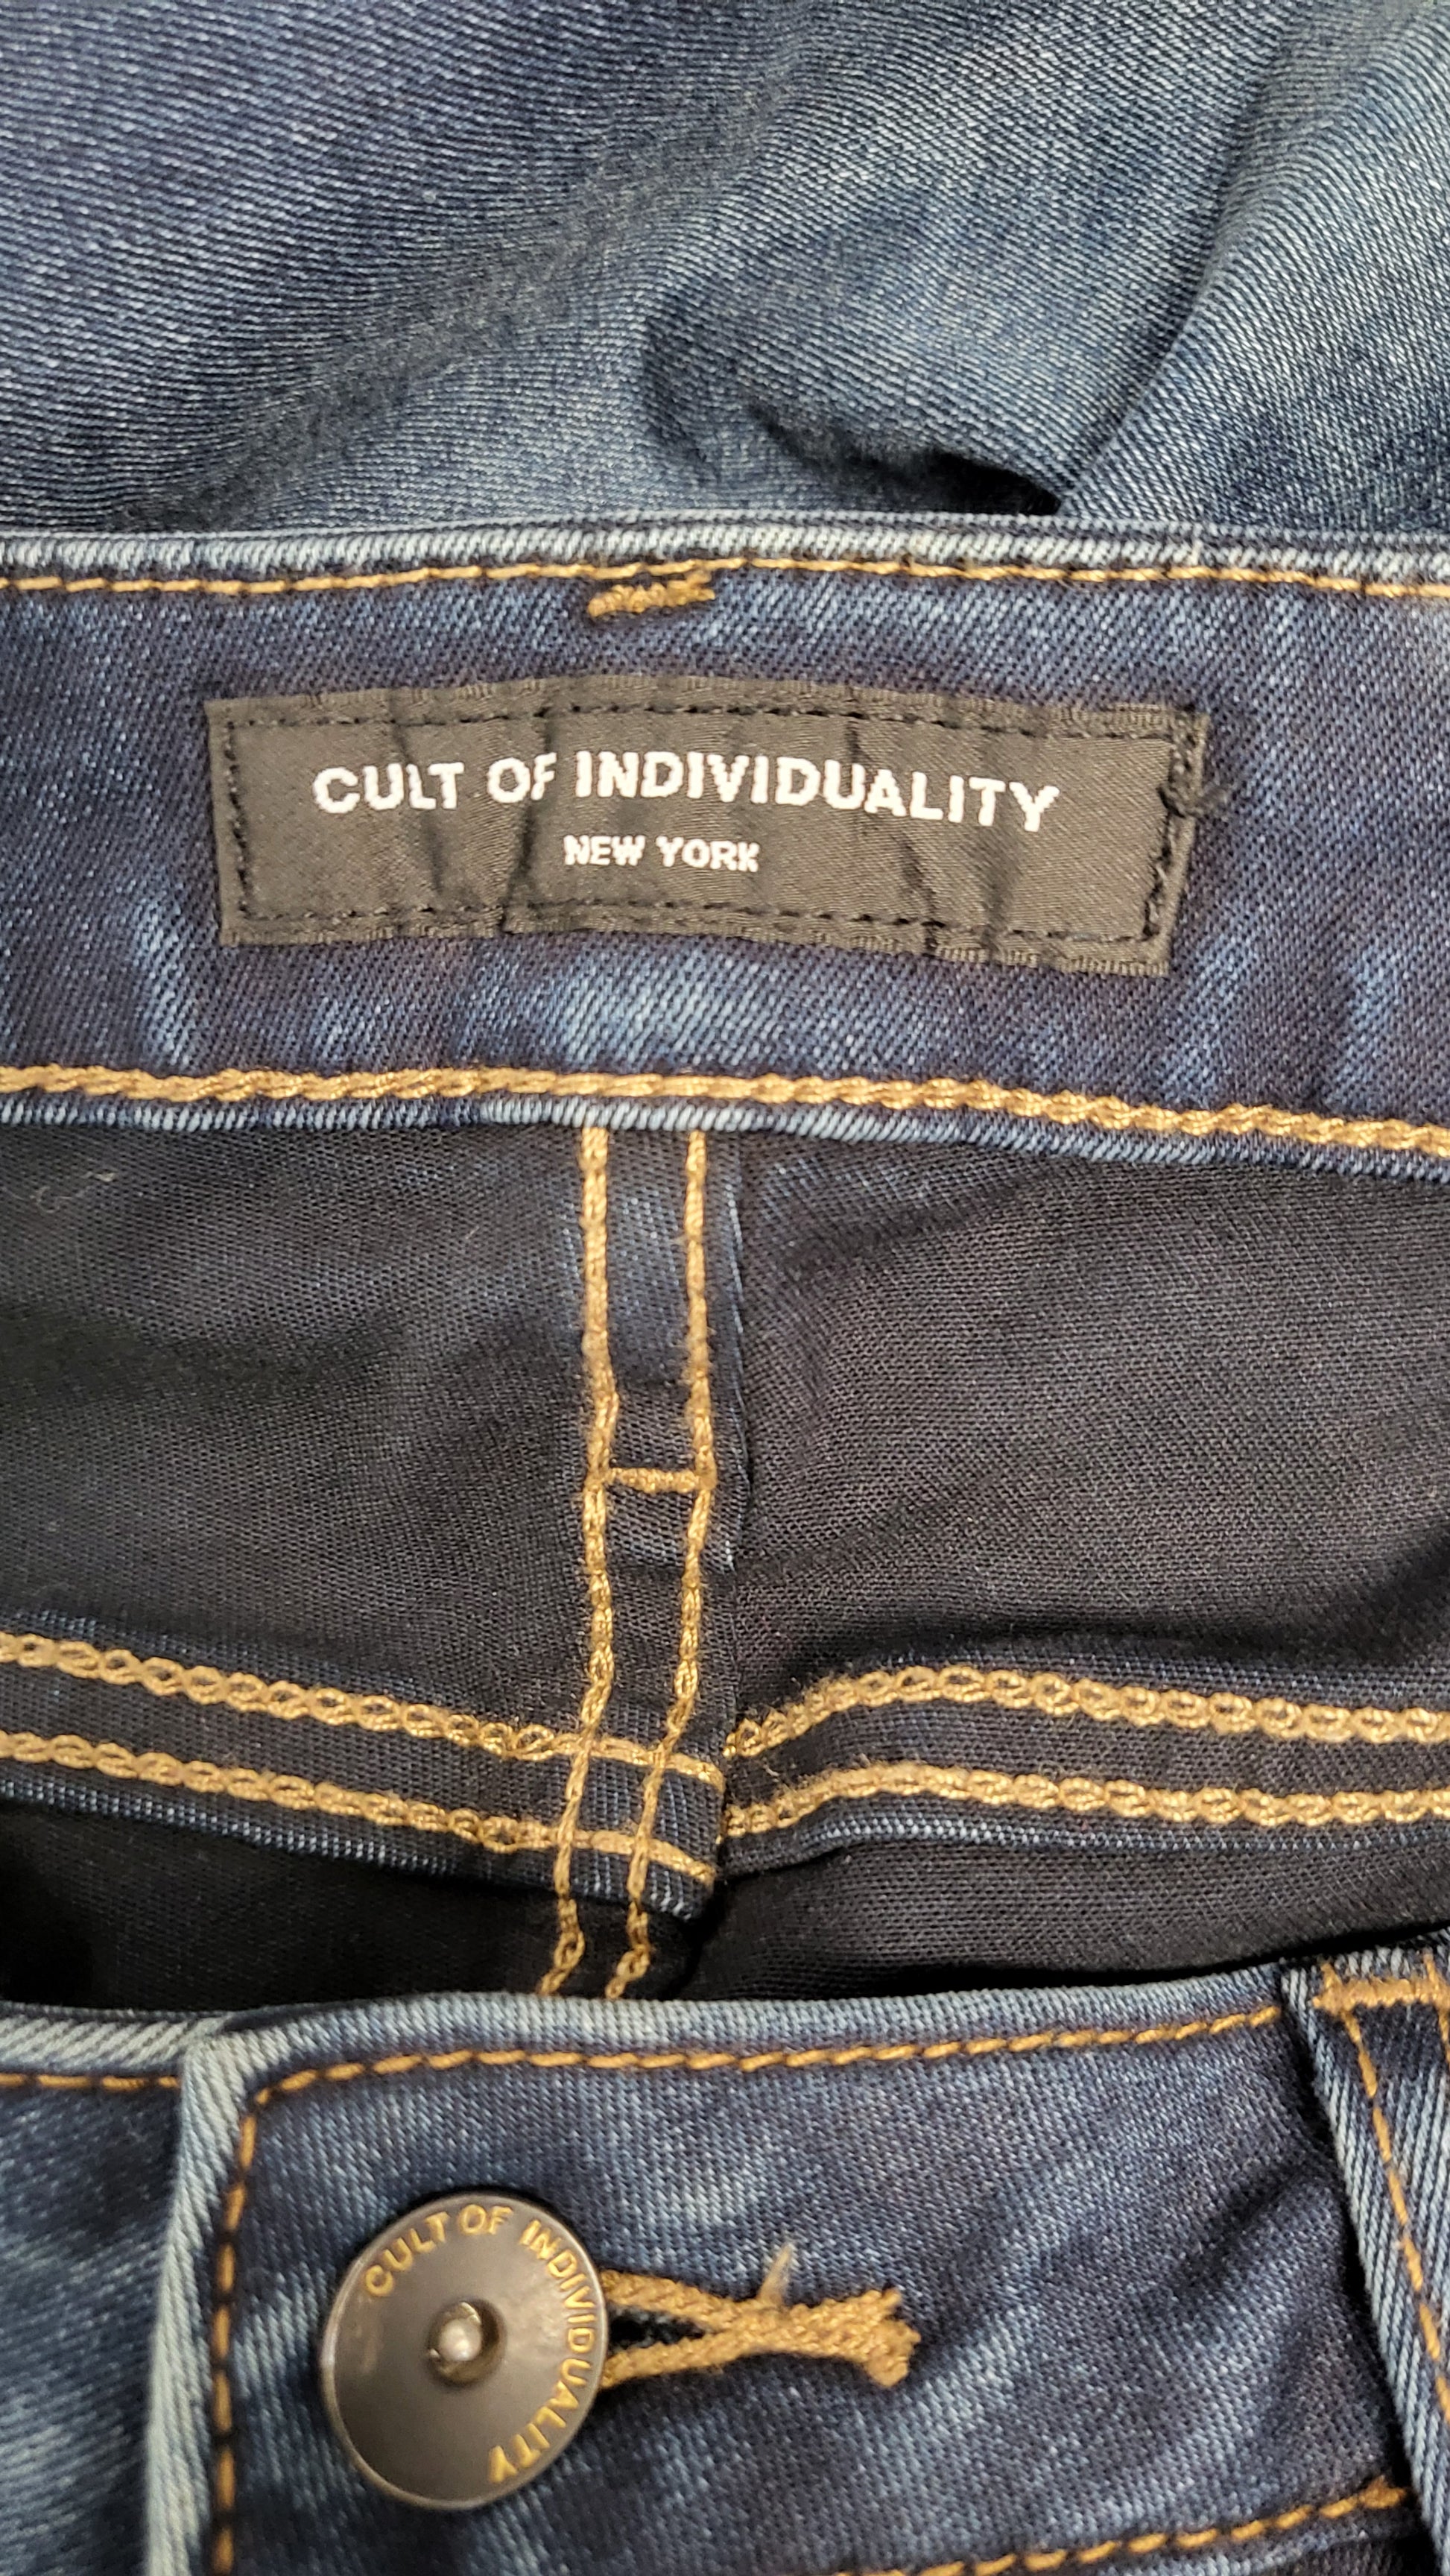 CULT OF INDIVIDUALITY
NEW YORK
CULT OF INDIVIDUALITY